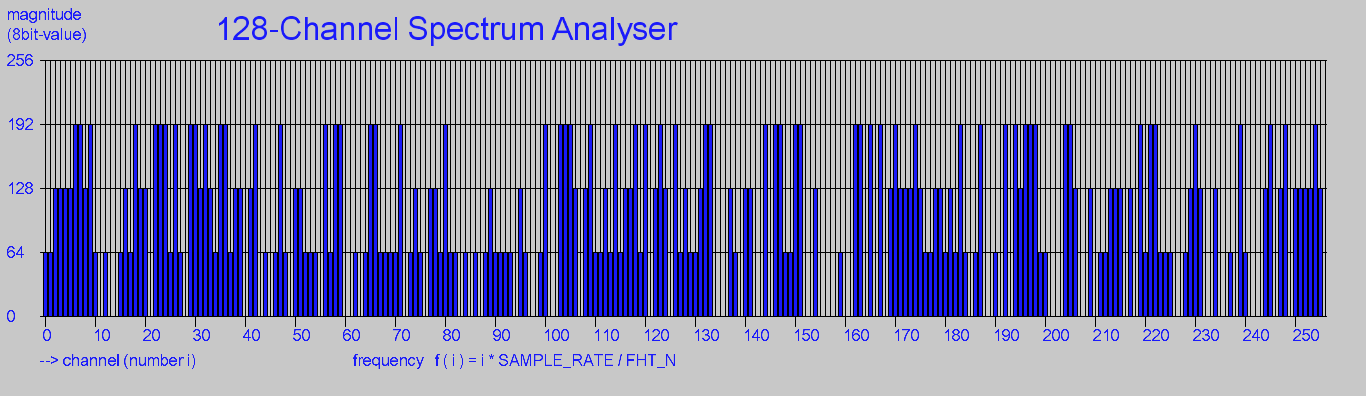 magnitude
(8bit-value)
128-Channel Spectrum Analyser
256
192
128
64
0
0 10 20 30 40 50 60 70 80 90 100 110 120 130 140 150 160 170 180 190 200 210 220 230 240 250
--> channel (number i)
frequency f ( i ) = i * SAMPLE_RATE / FHT_N